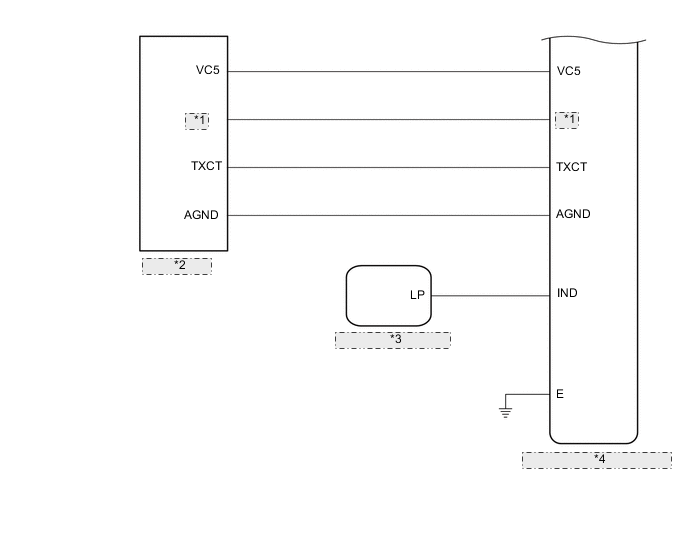 VC5 VC5
*1 *1
TXCT TXCT
AGND AGND
*2
LP IND
*3
E
*4